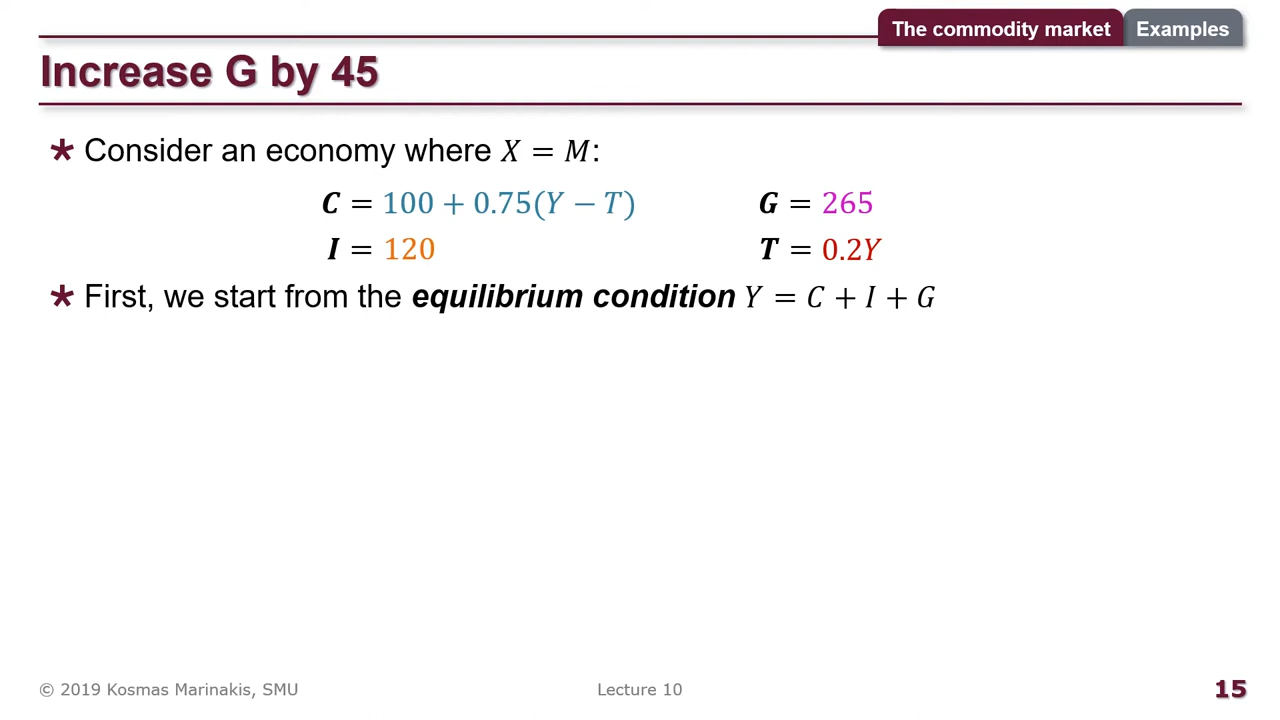 The commodity market Examples
Increase G by 45
* Consider an economy where X = M:
C = 100 + 0.75(Y − T) G = 265
I = 120 T = 0.2Y
* First, we start from the equilibrium condition Y = C + I + G
© 2019 Kosmas Marinakis, SMU Lecture 10 15